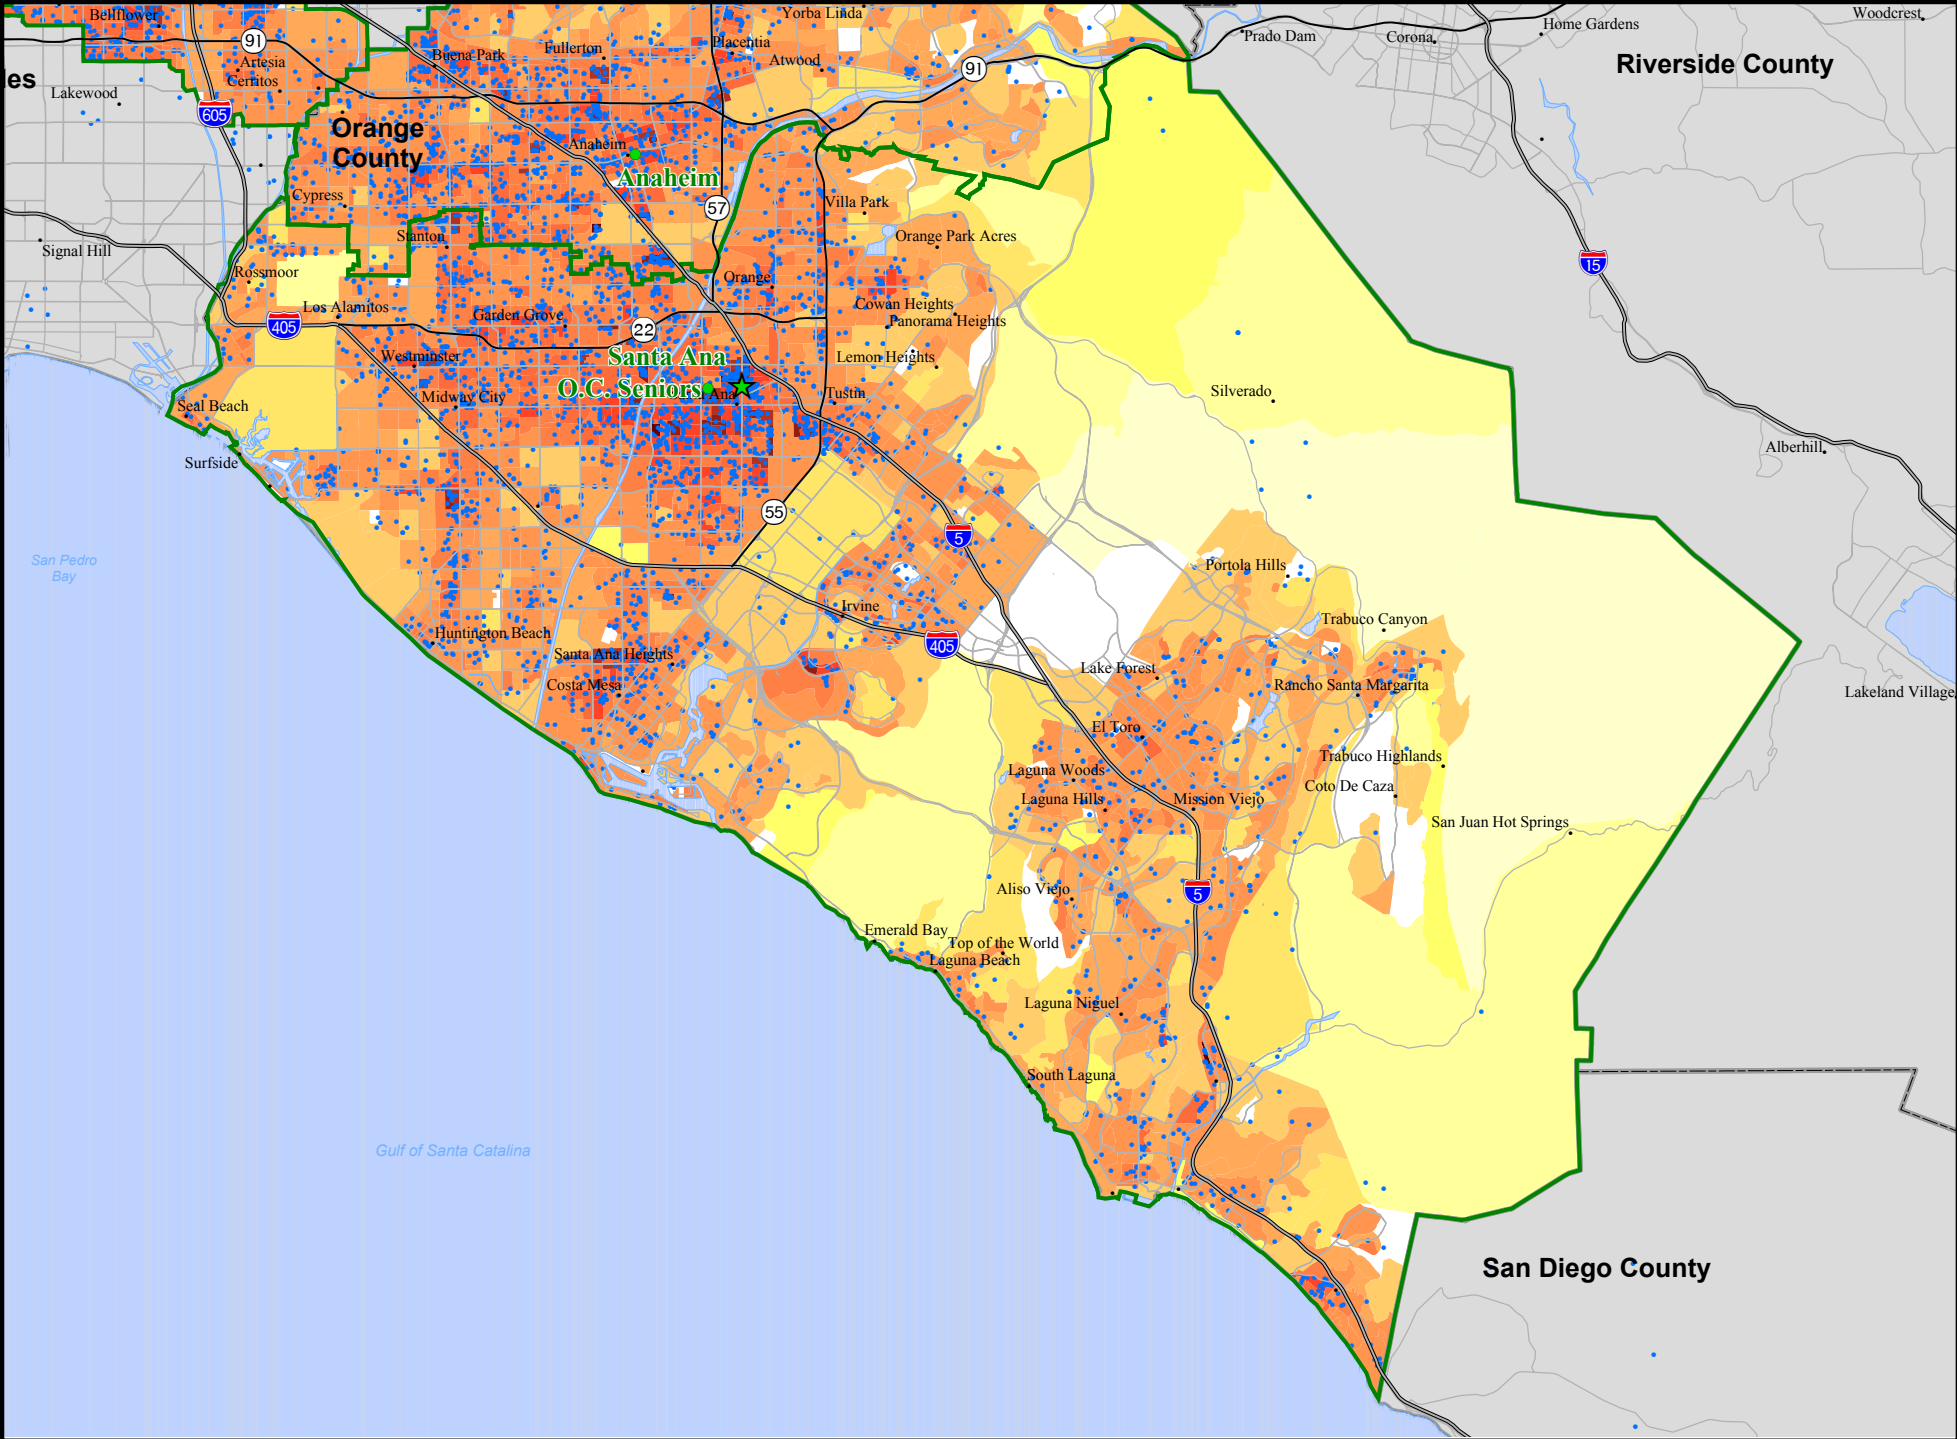 Bellflower
Yorba Linda
Woodcrest
Home Gardens
Prado Dam
Corona
91
Artesia
Buena Park
Fullerton
Placentia
Atwood
91
Riverside County
les
Cerritos
Lakewood
605
Orange
County
Anaheim
Anaheim
Cypress
57
Villa Park
Stanton
Orange Park Acres
Signal Hill
15
Rossmoor
Orange
Los Alamitos
Garden Grove
Cowan Heights
Panorama Heights
405
22
Westminster
Santa Ana
Lemon Heights
O.C. Seniors
Ana
Tustin
Silverado
Midway City
Seal Beach
Alberhill
Surfside
55
5
San Pedro
Bay
Portola Hills
Irvine
Trabuco Canyon
Huntington Beach
405
Santa Ana Heights
Lake Forest
Costa Mesa
Rancho Santa Margarita
Lakeland Village
El Toro
Trabuco Highlands
Laguna Woods
Coto De Caza
Laguna Hills
Mission Viejo
San Juan Hot Springs
Aliso Viejo
5
Emerald Bay
Top of the World
Laguna Beach
Laguna Niguel
South Laguna
Gulf of Santa Catalina
San Diego County